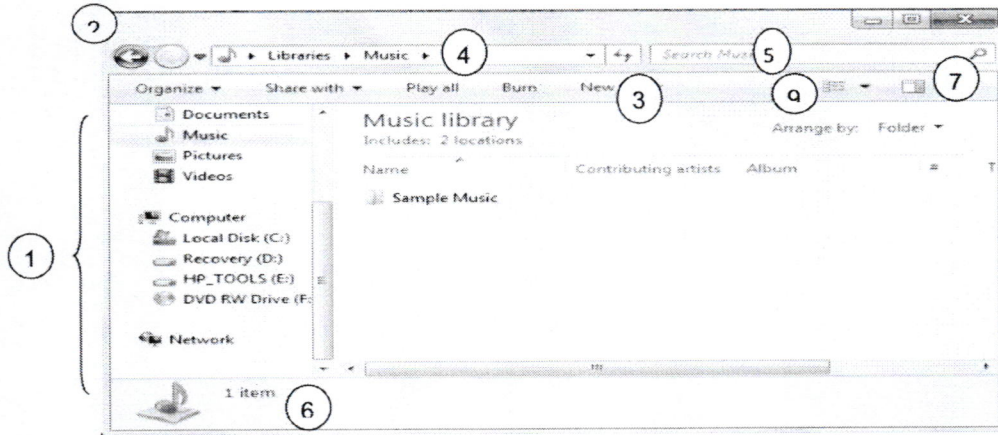 2
Libraries Music 4 Search Mu 5
Organize Share with Play all Burn New 3 9 7
Documents
Music
Pictures
Videos
Computer
Local Disk (C:)
Recovery (D:)
HP_TOOLS (E:)
DVD RW Drive (F:
Network
1
Music library
Includes: 2 locations
Arrange by: Folder
Name Contributing artists Album # T
Sample Music
1 item 6